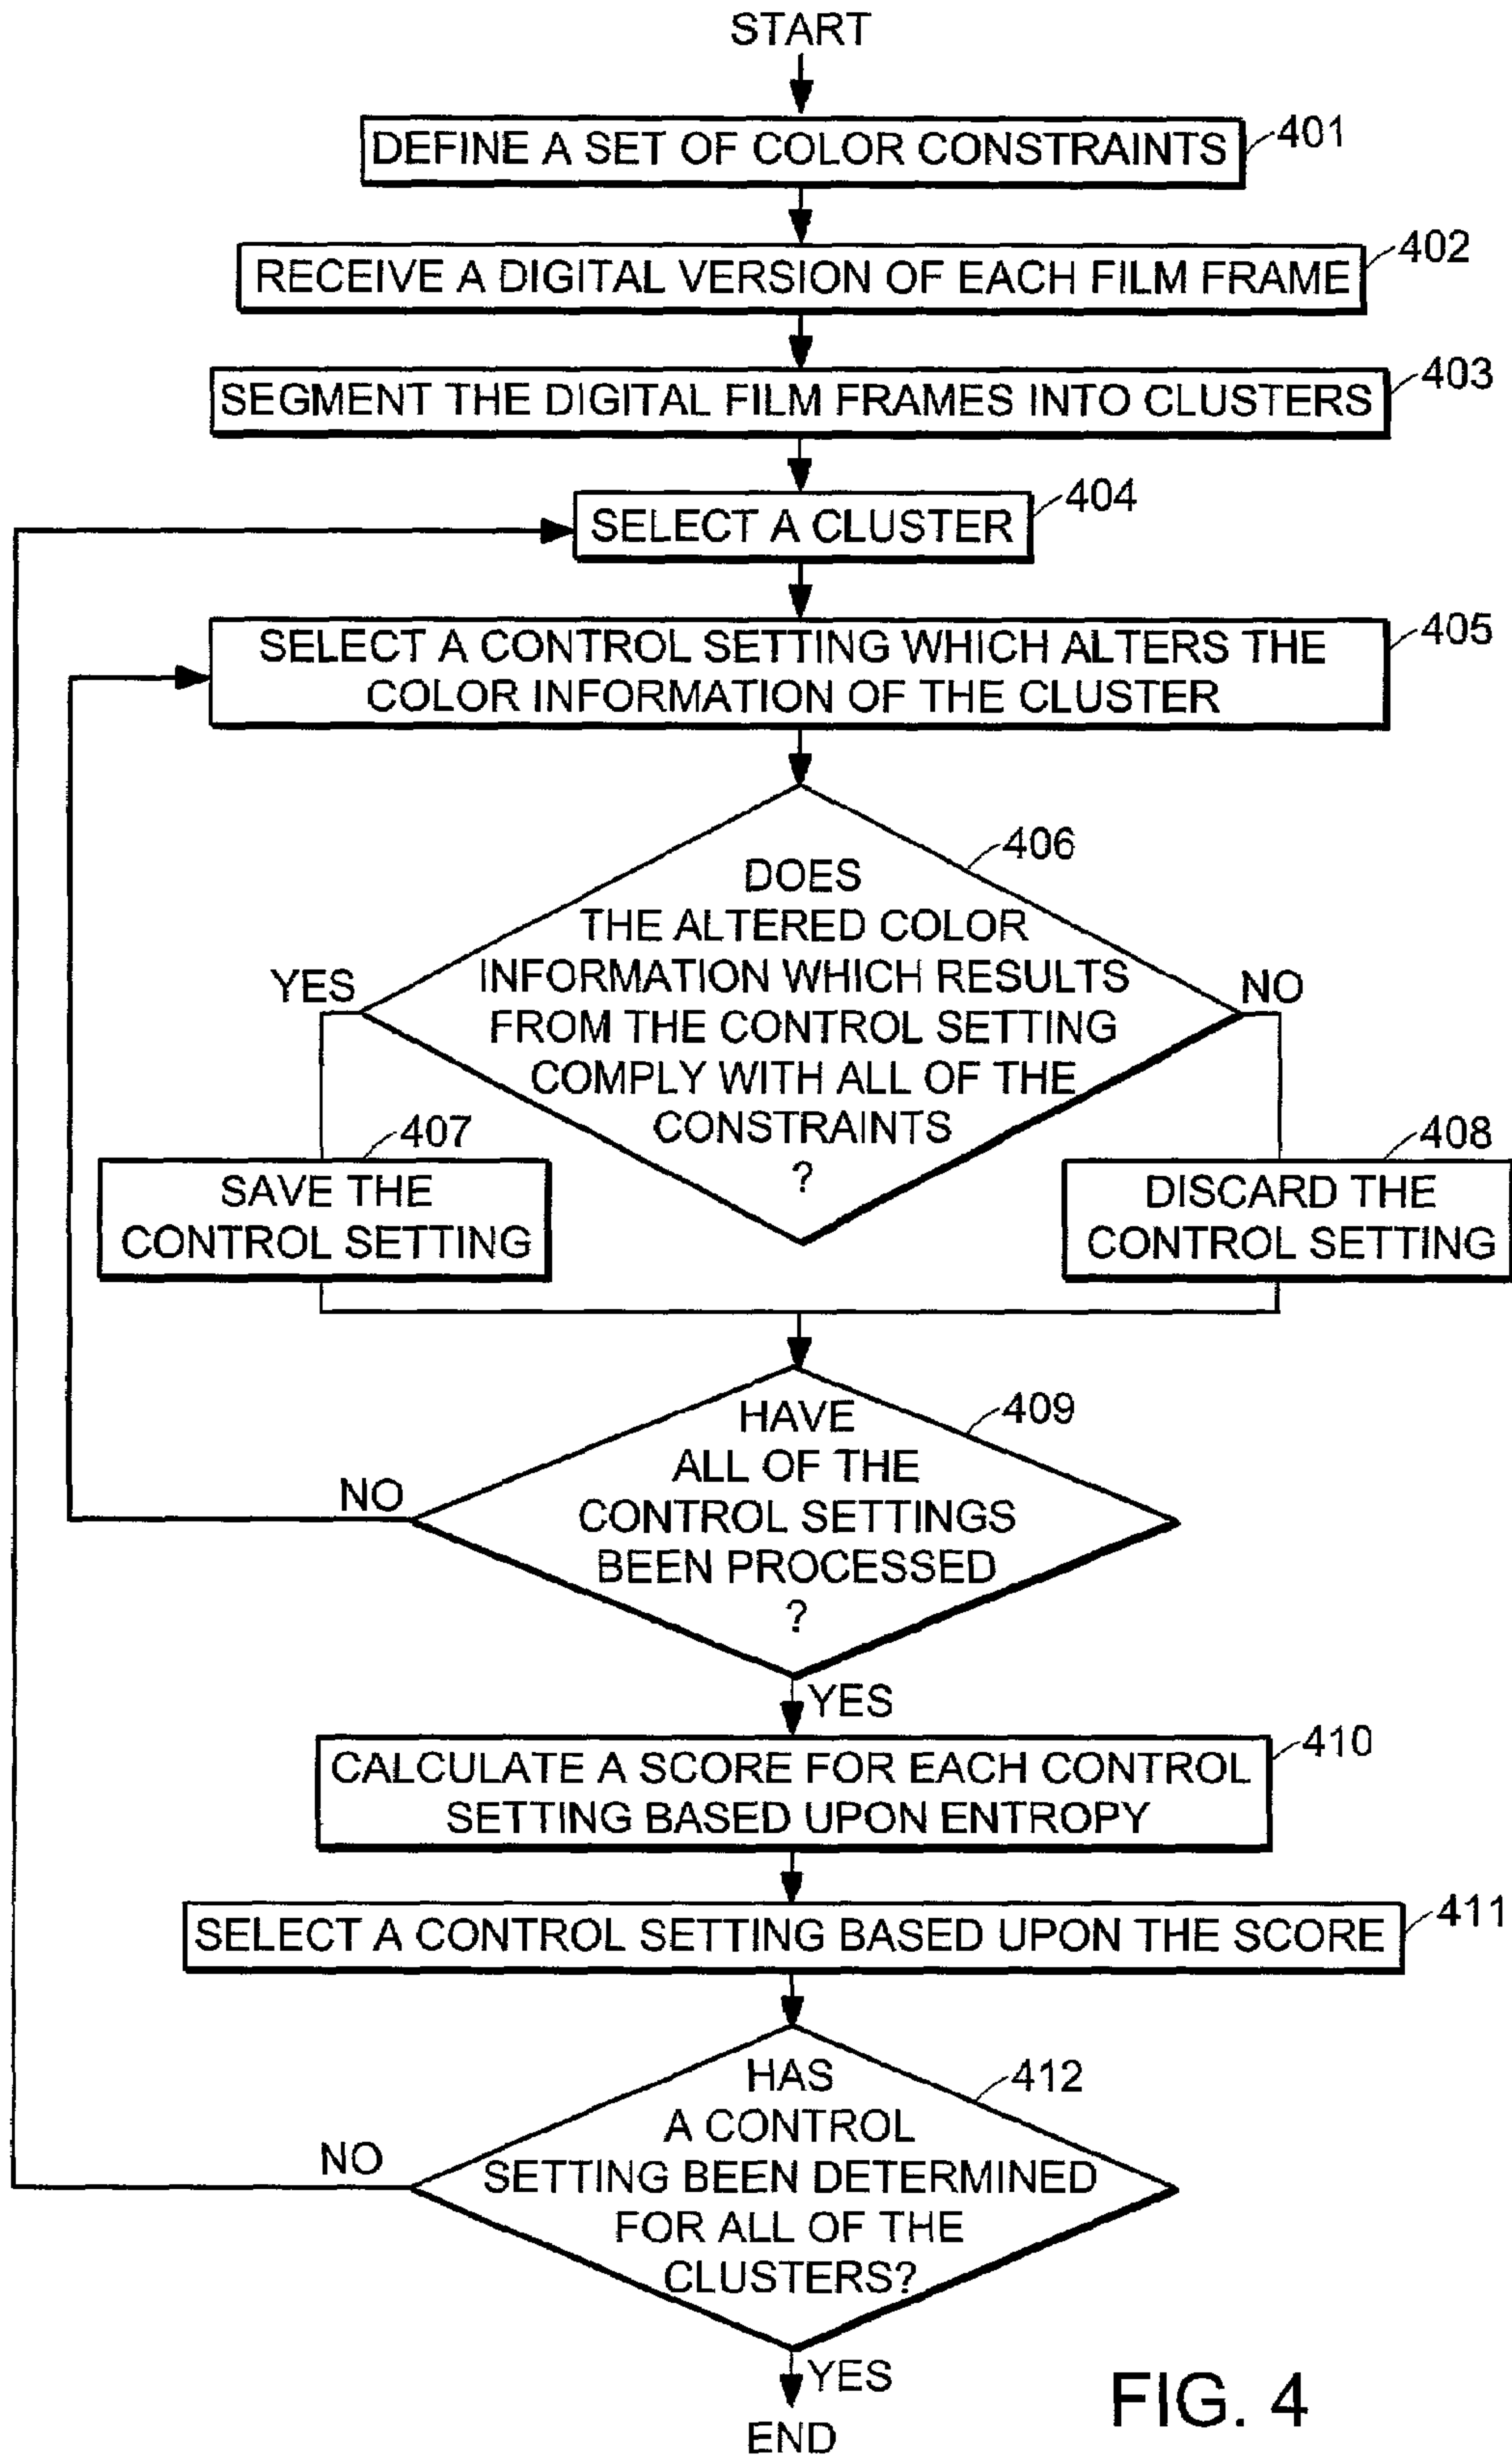 START
DEFINE A SET OF COLOR CONSTRAINTS
401
RECEIVE A DIGITAL VERSION OF EACH FILM FRAME
402
SEGMENT THE DIGITAL FILM FRAMES INTO CLUSTERS
403
SELECT A CLUSTER
404
SELECT A CONTROL SETTING WHICH ALTERS THE
COLOR INFORMATION OF THE CLUSTER
405
406
DOES
THE ALTERED COLOR
INFORMATION WHICH RESULTS
FROM THE CONTROL SETTING
COMPLY WITH ALL OF THE
CONSTRAINTS
?
YES
NO
407
SAVE THE
CONTROL SETTING
408
DISCARD THE
CONTROL SETTING
409
HAVE
ALL OF THE
CONTROL SETTINGS
BEEN PROCESSED
?
NO
YES
CALCULATE A SCORE FOR EACH CONTROL
SETTING BASED UPON ENTROPY
410
SELECT A CONTROL SETTING BASED UPON THE SCORE
411
412
HAS
A CONTROL
SETTING BEEN DETERMINED
FOR ALL OF THE
CLUSTERS?
NO
YES
END
FIG. 4